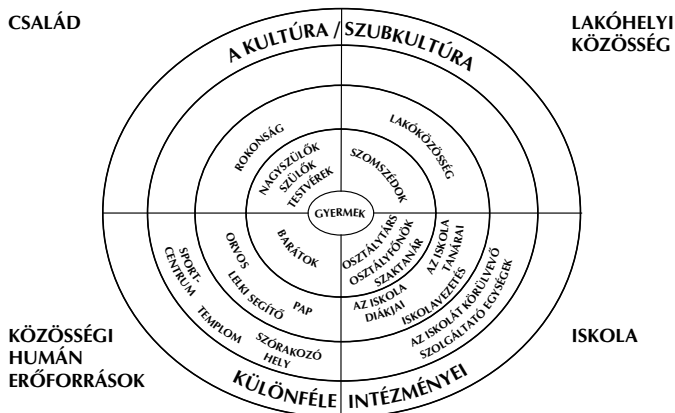 CSALÁD
LAKÓHELYI
KÖZÖSSÉG
A KULTÚRA / SZUBKULTÚRA
ROKONSÁG
NAGYSZÜLŐK
SZÜLŐK
TESTVÉREK
LAKÓKÖZÖSSÉG
SZOMSZÉDOK
GYERMEK
BARÁTOK
ORVOS
LELKI SEGÍTŐ
PAP
SPORT-
CENTRUM
TEMPLOM
SZÓRAKOZÓ
HELY
OSZTÁLYTÁRS
OSZTÁLYFŐNÖK
SZAKTANÁR
AZ ISKOLA
TANÁRAI
AZ ISKOLA
DIÁKJAI
ISKOLAVEZETÉS
AZ ISKOLÁT KÖRÜLVEVŐ
SZOLGÁLTATÓ EGYSÉGEK
KÖZÖSSÉGI
HUMÁN
ERŐFORRÁSOK
ISKOLA
KÜLÖNFÉLE INTÉZMÉNYEI